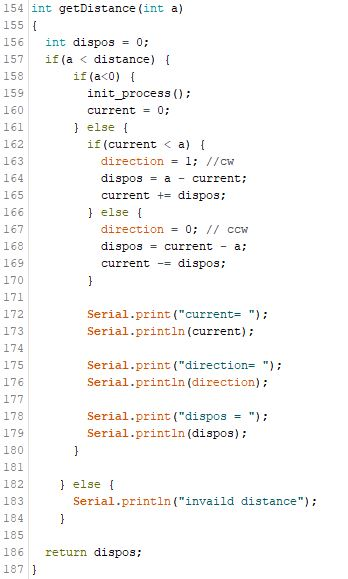 154 int getDistance(int a)
155 {
156   int dispos = 0;
157   if(a < distance) {
158       if(a<0) {
159         init_process();
160         current = 0;
161       } else {
162         if(current < a) {
163           direction = 1; //cw
164           dispos = a - current;
165           current += dispos;
166         } else {
167           direction = 0; // ccw
168           dispos = current - a;
169           current -= dispos;
170         }
171
172         Serial.print("current= ");
173         Serial.println(current);
174
175         Serial.print("direction= ");
176         Serial.println(direction);
177
178         Serial.print("dispos = ");
179         Serial.println(dispos);
180       }
181
182     } else {
183       Serial.println("invaild distance");
184     }
185
186   return dispos;
187 }